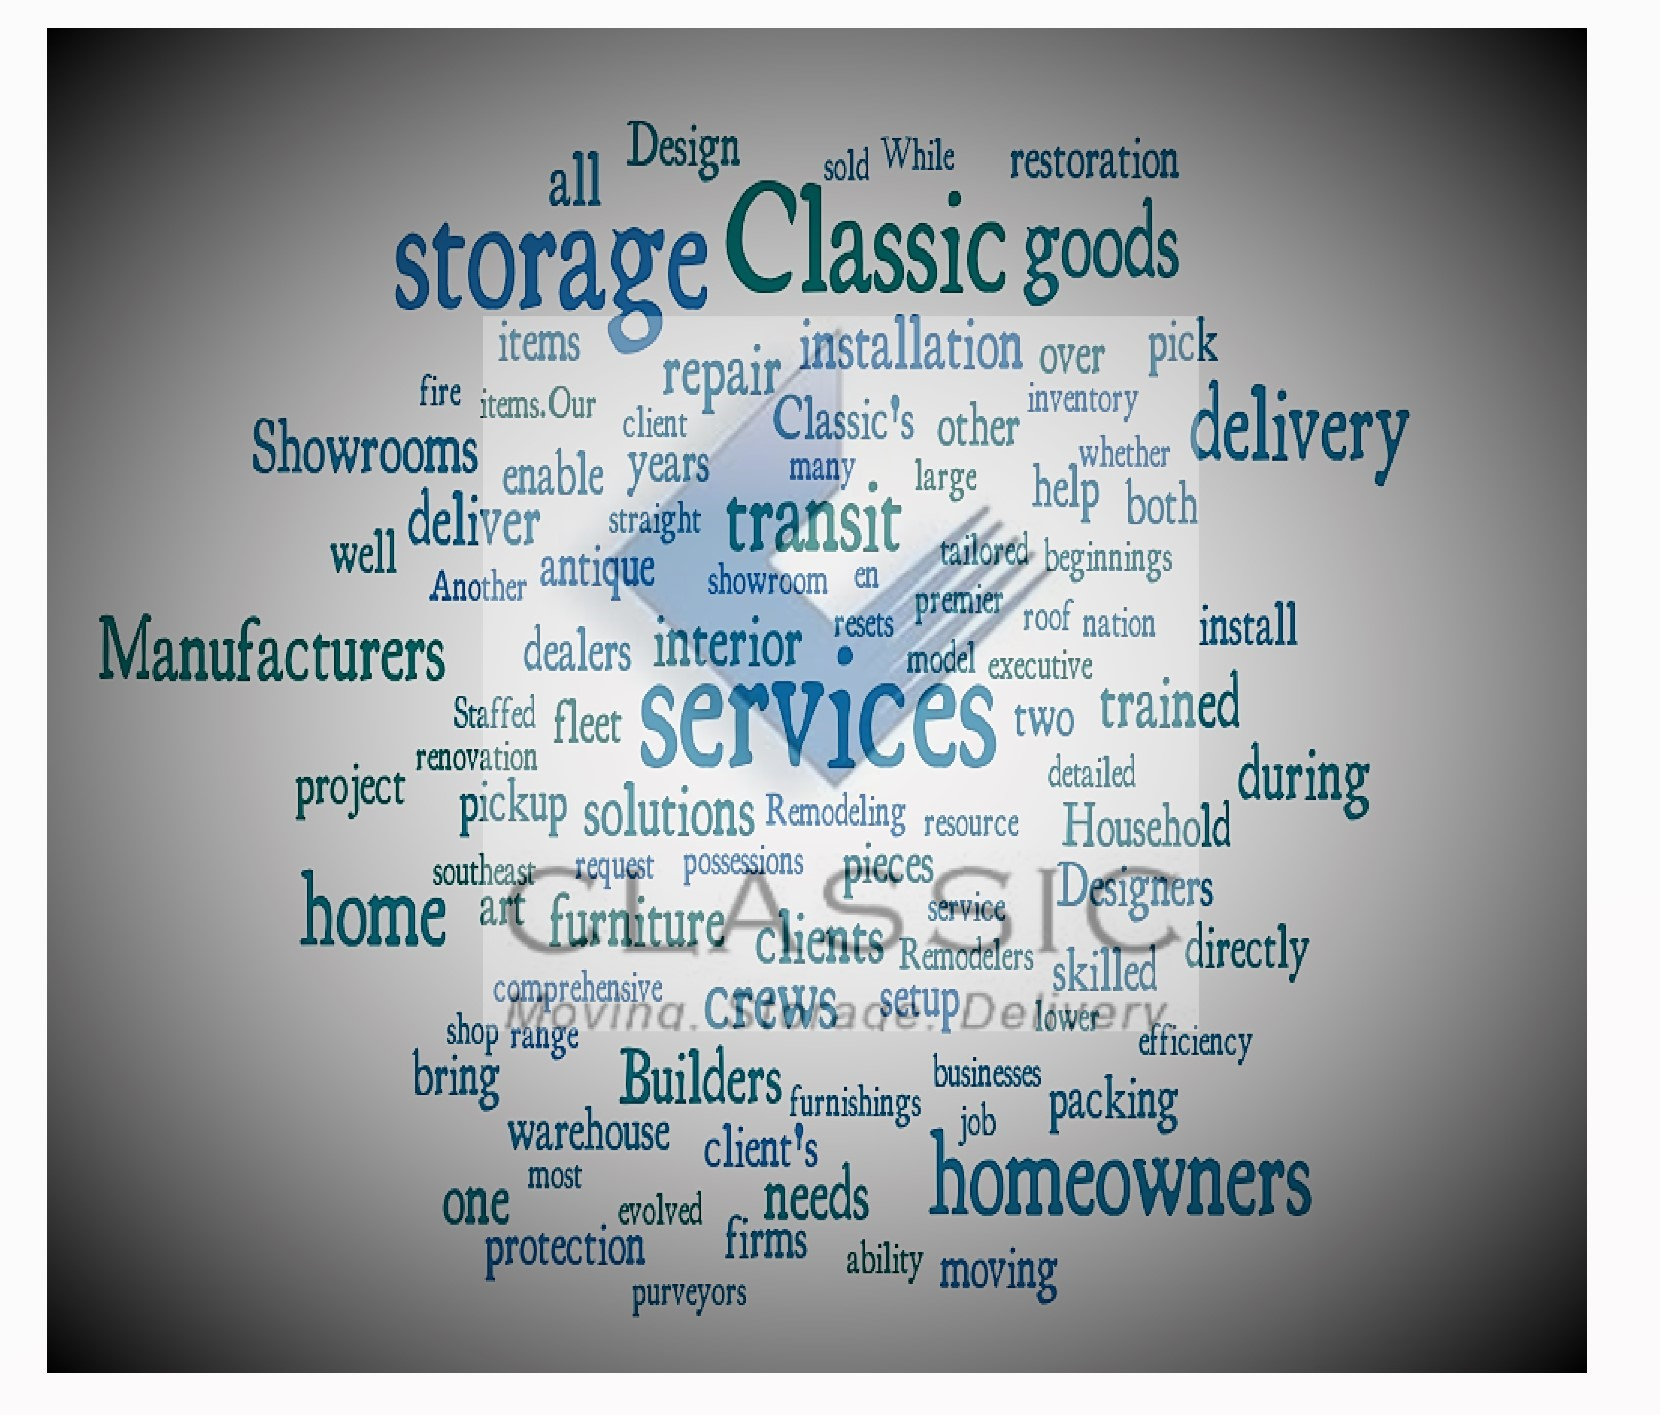 Design
sold While
restoration
all
storage Classic goods
items
repair
installation
over
pick
fire
items.Our
client
Classic's
other
inventory
delivery
Showrooms
enable
years
many
large
whether
help
both
deliver
straight
transit
well
Another
antique
showroom
en
tailored
beginnings
premier
resets
roof
nation
install
Manufacturers
dealers
interior
model
executive
Staffed
fleet
services
two
trained
renovation
project
pickup
solutions
Remodeling
resource
detailed
during
Household
southeast
request
possessions
pieces
CLASSIC
Designers
home
art
furniture
clients
service
Remodelers
skilled
directly
comprehensive
crews
setup
lower
Moving. Storage. Delivery
shop
range
efficiency
bring
Builders
furnishings
businesses
job
packing
warehouse
client's
homeowners
most
one
evolved
needs
protection
firms
ability
moving
purveyors